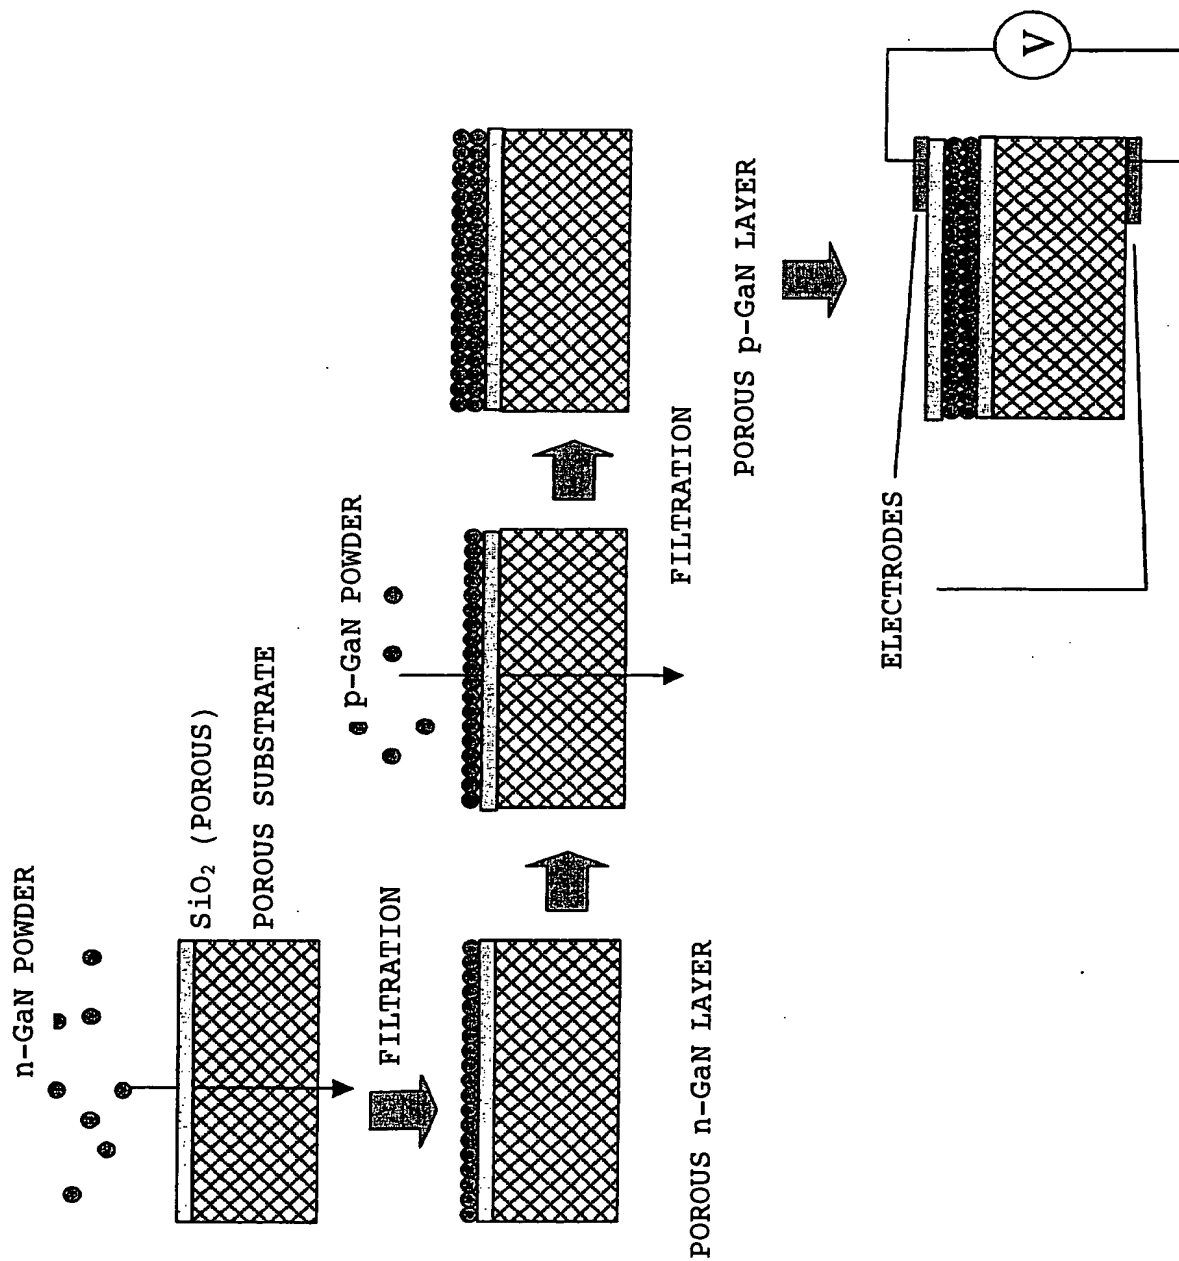 n-GaN POWDER
SiO₂ (POROUS)
POROUS SUBSTRATE
FILTRATION
POROUS n-GaN LAYER
p-GaN POWDER
FILTRATION
POROUS p-GaN LAYER
ELECTRODES
V